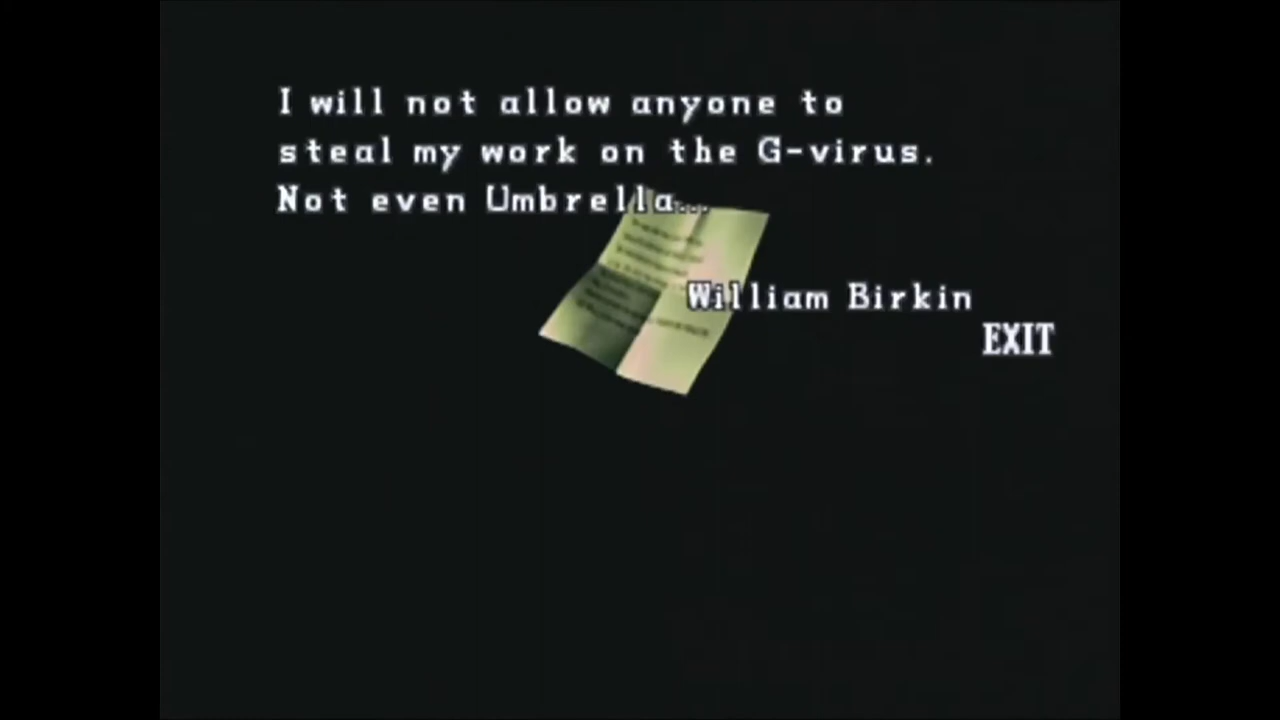 I will not allow anyone to
steal my work on the G-virus.
Not even Umbrella...
William Birkin
EXIT